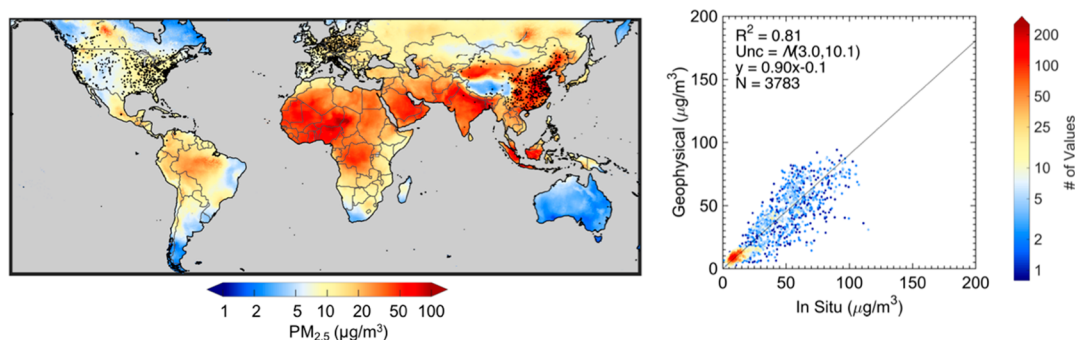 1 2 5 10 20 50 100
PM2.5 (µg/m³)
200
150
100
50
0
Geophysical (µg/m³)
R² = 0.81
Unc = N(3.0,10.1)
y = 0.90x-0.1
N = 3783
0 50 100 150 200
In Situ (µg/m³)
200
100
50
25
10
5
2
1
# of Values